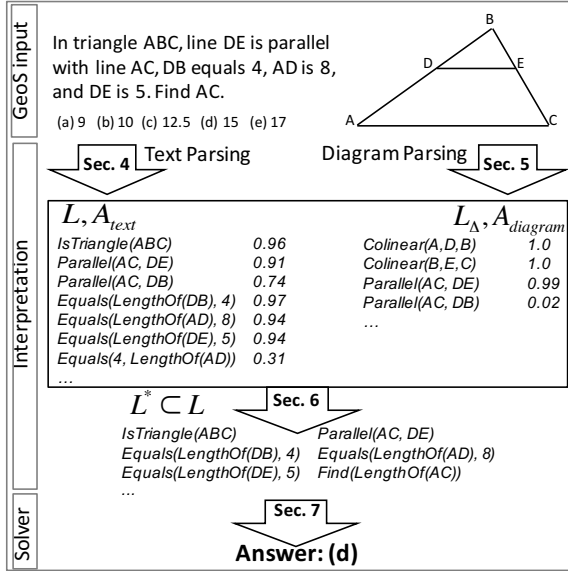 GeoS input
In triangle ABC, line DE is parallel
with line AC, DB equals 4, AD is 8,
and DE is 5. Find AC.
(a) 9 (b) 10 (c) 12.5 (d) 15 (e) 17
B
D E
A C
Interpretation
Sec. 4 Text Parsing
Diagram Parsing Sec. 5
L, A_text
IsTriangle(ABC) 0.96
Parallel(AC, DE) 0.91
Parallel(AC, DB) 0.74
Equals(LengthOf(DB), 4) 0.97
Equals(LengthOf(AD), 8) 0.94
Equals(LengthOf(DE), 5) 0.94
Equals(4, LengthOf(AD)) 0.31
...
L_Δ, A_diagram
Colinear(A,D,B) 1.0
Colinear(B,E,C) 1.0
Parallel(AC, DE) 0.99
Parallel(AC, DB) 0.02
...
L* ⊂ L
Sec. 6
IsTriangle(ABC) Parallel(AC, DE)
Equals(LengthOf(DB), 4) Equals(LengthOf(AD), 8)
Equals(LengthOf(DE), 5) Find(LengthOf(AC))
...
Solver
Sec. 7
Answer: (d)